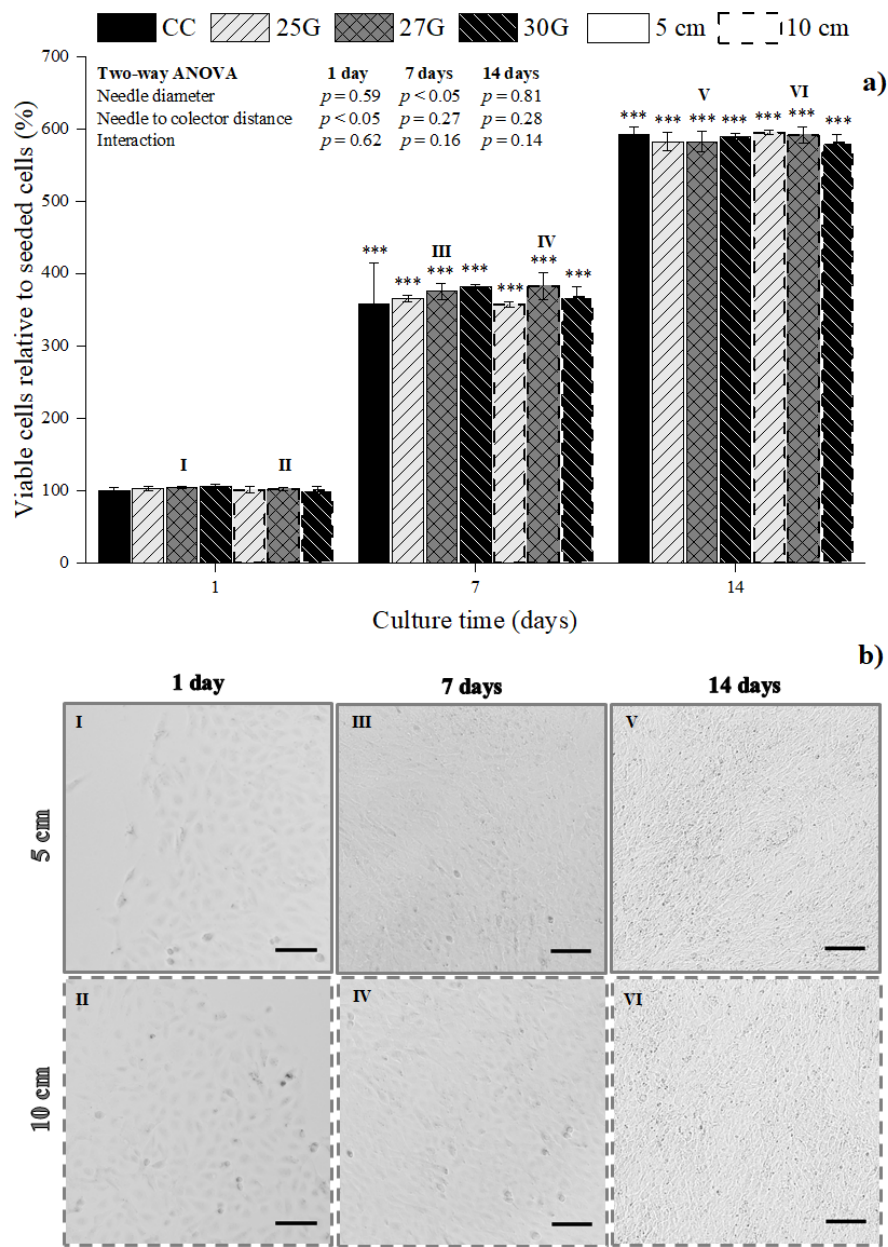 CC 25G 27G 30G 5 cm 10 cm
a)
Two-way ANOVA 1 day 7 days 14 days
Needle diameter p = 0.59 p < 0.05 p = 0.81
Needle to colector distance p < 0.05 p = 0.27 p = 0.28
Interaction p = 0.62 p = 0.16 p = 0.14
Viable cells relative to seeded cells (%)
700
600
500
400
300
200
100
0
I II
III IV
*** *** *** *** *** *** ***
V VI
*** *** *** *** *** *** ***
1 7 14
Culture time (days)
b)
1 day 7 days 14 days
5 cm
I III V
10 cm
II IV VI